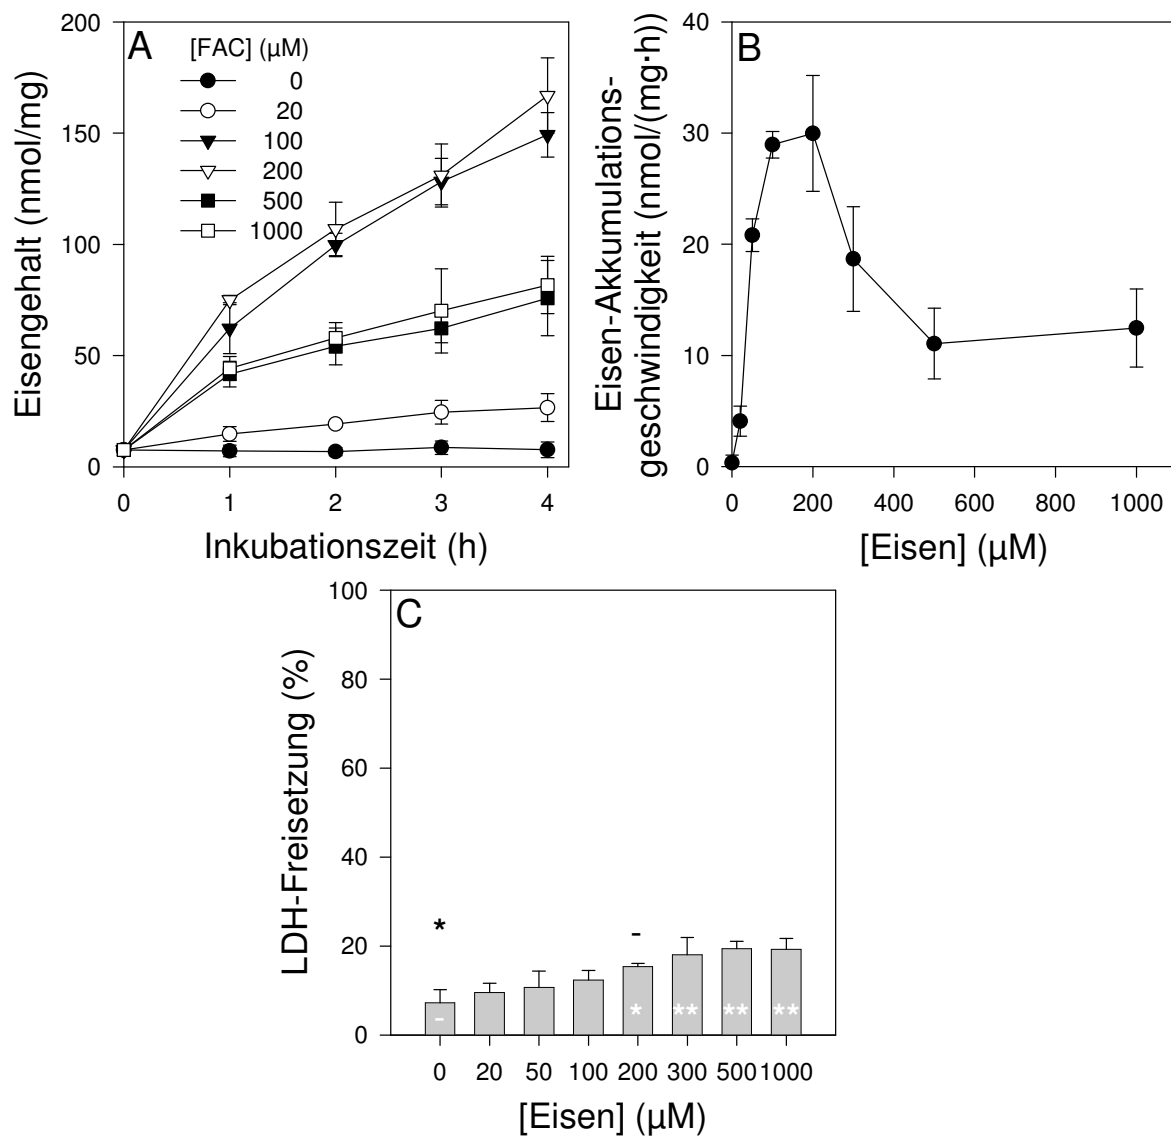 A
[FAC] (µM)
0
20
100
200
500
1000
200
150
100
50
0
Eisengehalt (nmol/mg)
0 1 2 3 4
Inkubationszeit (h)
B
40
30
20
10
0
Eisen-Akkumulations-
geschwindigkeit (nmol/(mg·h))
0 200 400 600 800 1000
[Eisen] (µM)
C
100
80
60
40
20
0
LDH-Freisetzung (%)
* -
- * ** ** **
0 20 50 100 200 300 500 1000
[Eisen] (µM)